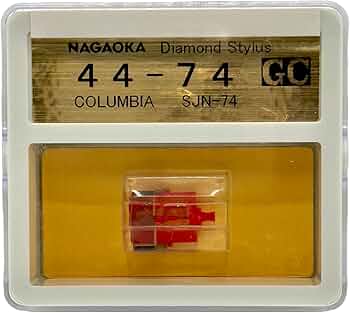 NAGAOKA Diamond Stylus
44-74 GC
COLUMBIA SJN-74